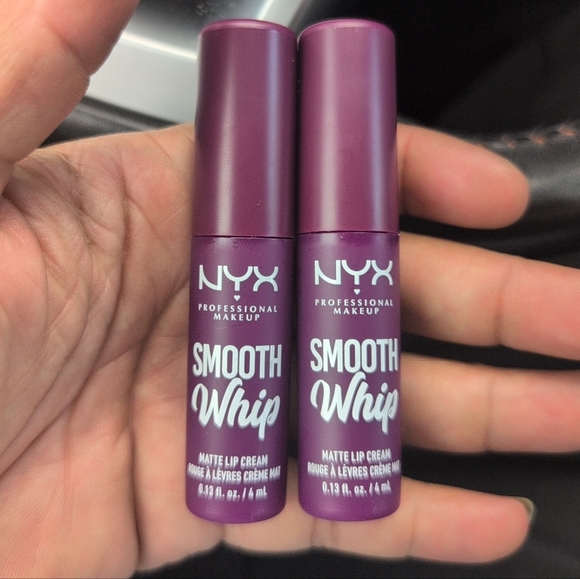 NYX
PROFESSIONAL
MAKEUP
SMOOTH
Whip
MATTE LIP CREAM
ROUGE À LÈVRES CRÈME MAT
0.13 fl. oz. / 4 mL
NYX
PROFESSIONAL
MAKEUP
SMOOTH
Whip
MATTE LIP CREAM
ROUGE À LÈVRES CRÈME MAT
0.13 fl. oz. / 4 mL